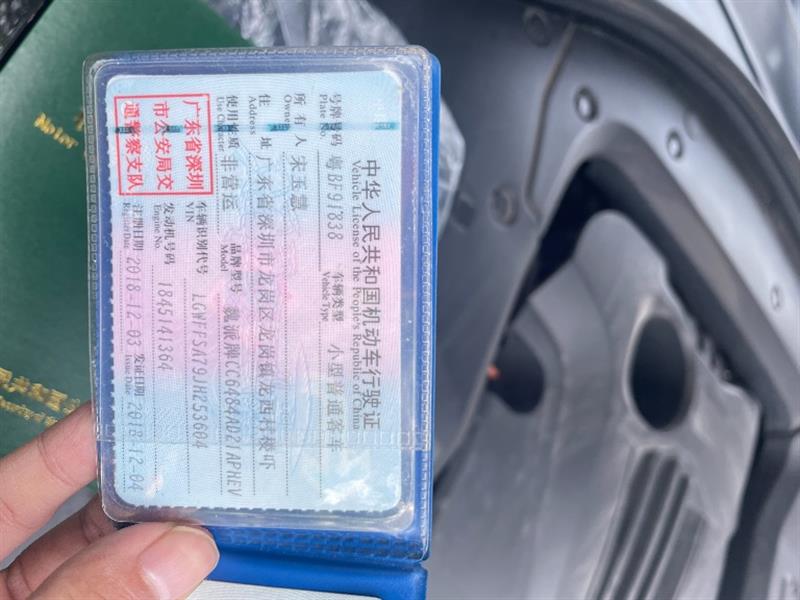 中华人民共和国机动车行驶证
Vehicle License of the People's Republic of China
号牌号码 粤BF97838 车辆类型 小型普通客车
Plate No. Vehicle Type
所有人 宋玉慧
Owner
住址 广东省深圳市龙岗区龙岗镇龙西村楼吓
Address
使用性质 非营运 品牌型号 魏派牌CC6484AD21APHEV
Use Character Model
广东省深圳
市公安局交
通警察支队
车辆识别代号 LGWFFSA79JH253604
VIN
发动机号码 1845141364
Engine No.
注册日期 2018-12-03 发证日期 2018-12-04
Register Date Issue Date
Motor